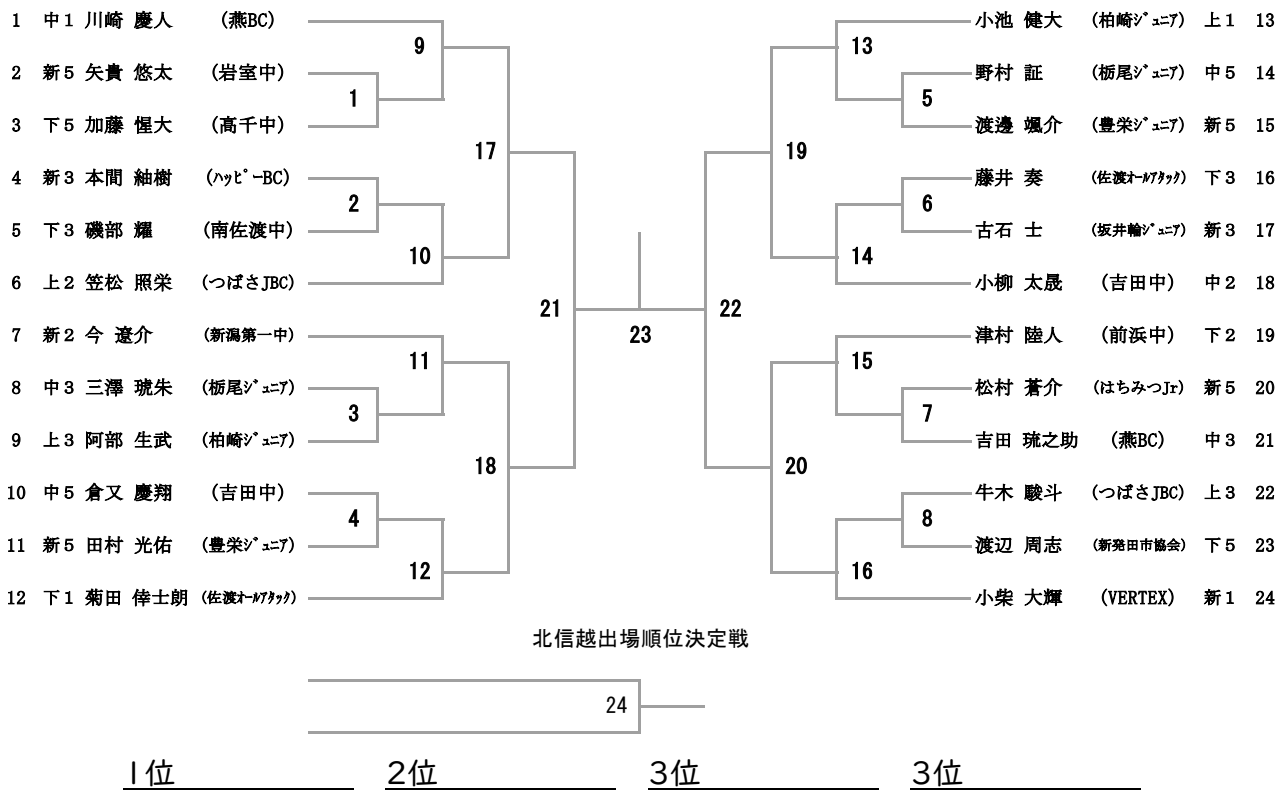 1 中1 川崎 慶人 (燕BC) 小池 健大 (柏崎ｼﾞｭﾆｱ) 上1 13
9 13
2 新5 矢貴 悠太 (岩室中) 野村 証 (栃尾ｼﾞｭﾆｱ) 中5 14
1 5
3 下5 加藤 惺大 (高千中) 渡邊 颯介 (豊栄ｼﾞｭﾆｱ) 新5 15
17 19
4 新3 本間 紬樹 (ﾊｯﾋﾟｰBC) 藤井 奏 (佐渡ｵｰﾙｱﾀｯｸ) 下3 16
2 6
5 下3 磯部 耀 (南佐渡中) 古石 士 (坂井輪ｼﾞｭﾆｱ) 新3 17
10 14
6 上2 笠松 照栄 (つばさJBC) 小柳 太晟 (吉田中) 中2 18
21 23 22
7 新2 今 遼介 (新潟第一中) 津村 陸人 (前浜中) 下2 19
11 15
8 中3 三澤 琥朱 (栃尾ｼﾞｭﾆｱ) 松村 蒼介 (はちみつJr) 新5 20
3 7
9 上3 阿部 生武 (柏崎ｼﾞｭﾆｱ) 吉田 琉之助 (燕BC) 中3 21
18 20
10 中5 倉又 慶翔 (吉田中) 牛木 駿斗 (つばさJBC) 上3 22
4 8
11 新5 田村 光佑 (豊栄ジュニア) 渡辺 周志 (新発田市協会) 下5 23
12 16
12 下1 菊田 倖士朗 (佐渡ｵｰﾙｱﾀｯｸ) 小柴 大輝 (VERTEX) 新1 24
北信越出場順位決定戦
24
1位 2位 3位 3位